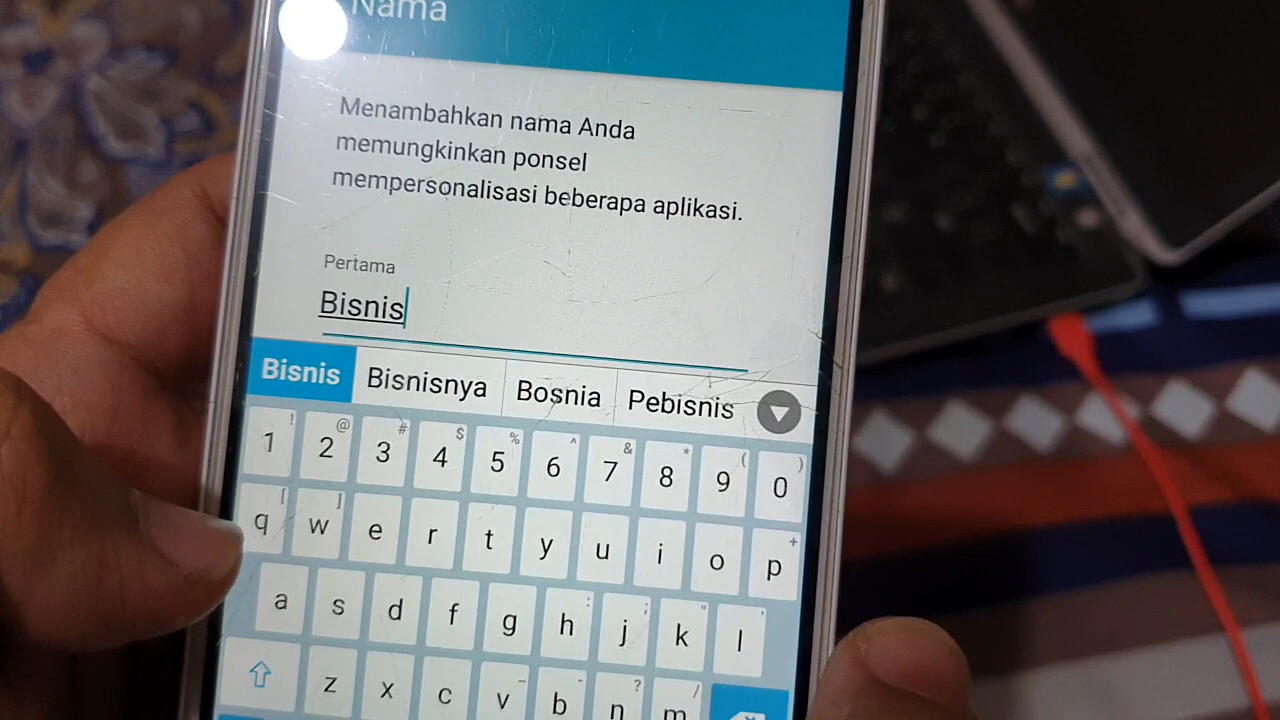 Nama
Menambahkan nama Anda
memungkinkan ponsel
mempersonalisasi beberapa aplikasi.
Pertama
Bisnis
Bisnis Bisnisnya Bosnia Pebisnis
! @ # $ % ^ & * ( )
1 2 3 4 5 6 7 8 9 0
[ ] +
q w e r t y u i o p
: ; " '
a s d f g h j k l
- ? /
z x c v b n m